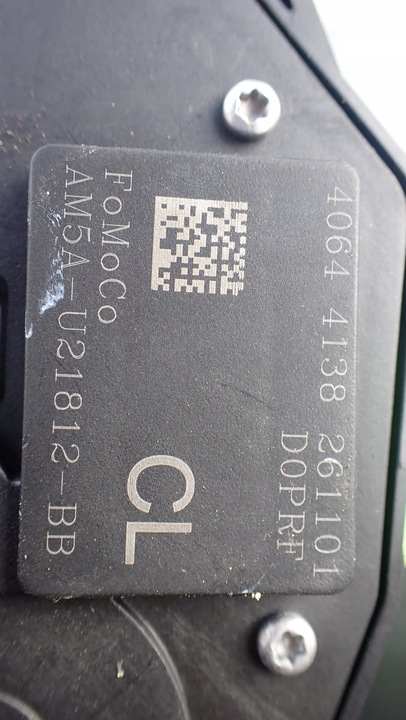 4064 4138 261101
DOPRF
CL
FoMoCo
AM5A-U21812-BB